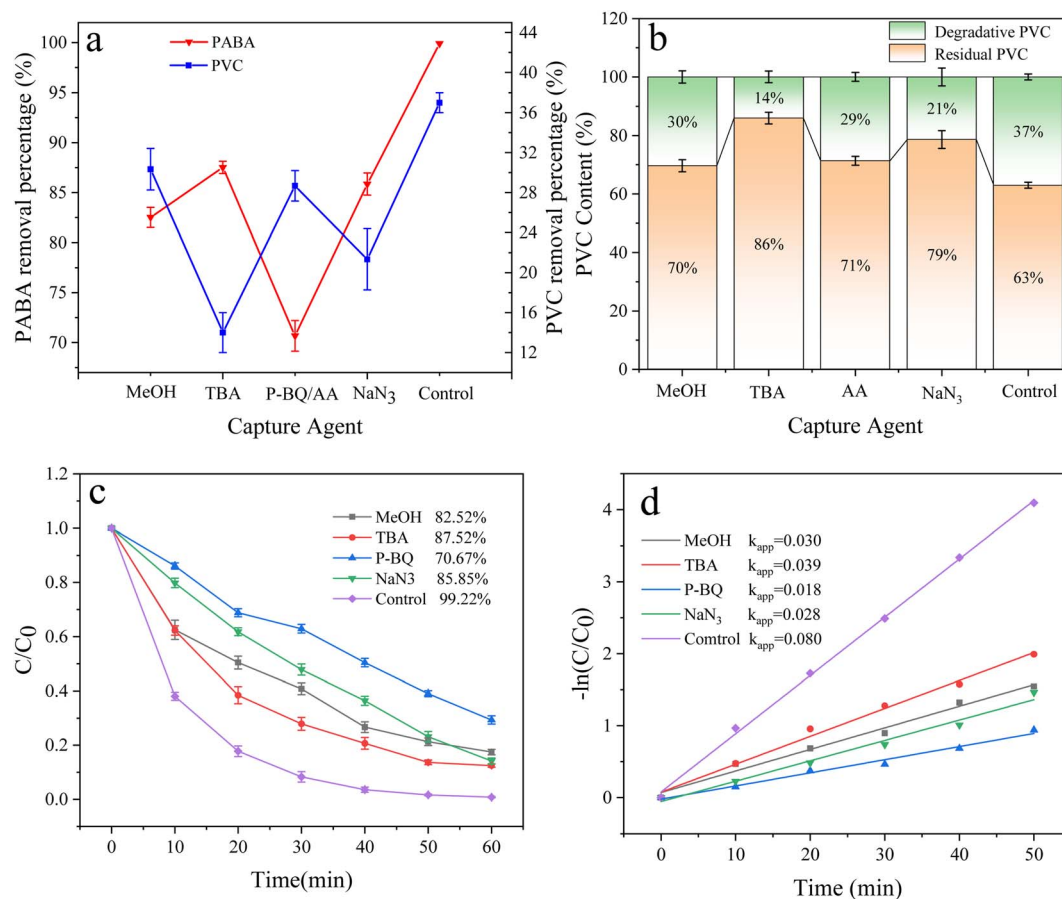 a
PABA
PVC
PABA removal percentage (%)
100
95
90
85
80
75
70
PVC removal percentage (%)
44
40
36
32
28
24
20
16
12
MeOH TBA P-BQ/AA NaN3 Control
Capture Agent
b
Degradative PVC
Residual PVC
PVC Content (%)
120
100
80
60
40
20
0
30% 14% 29% 21% 37%
70% 86% 71% 79% 63%
MeOH TBA AA NaN3 Control
Capture Agent
c
MeOH 82.52%
TBA 87.52%
P-BQ 70.67%
NaN3 85.85%
Control 99.22%
C/C0
1.2
1.0
0.8
0.6
0.4
0.2
0.0
0 10 20 30 40 50 60
Time(min)
d
MeOH kapp=0.030
TBA kapp=0.039
P-BQ kapp=0.018
NaN3 kapp=0.028
Comtrol kapp=0.080
-ln(C/C0)
4
3
2
1
0
0 10 20 30 40 50
Time (min)